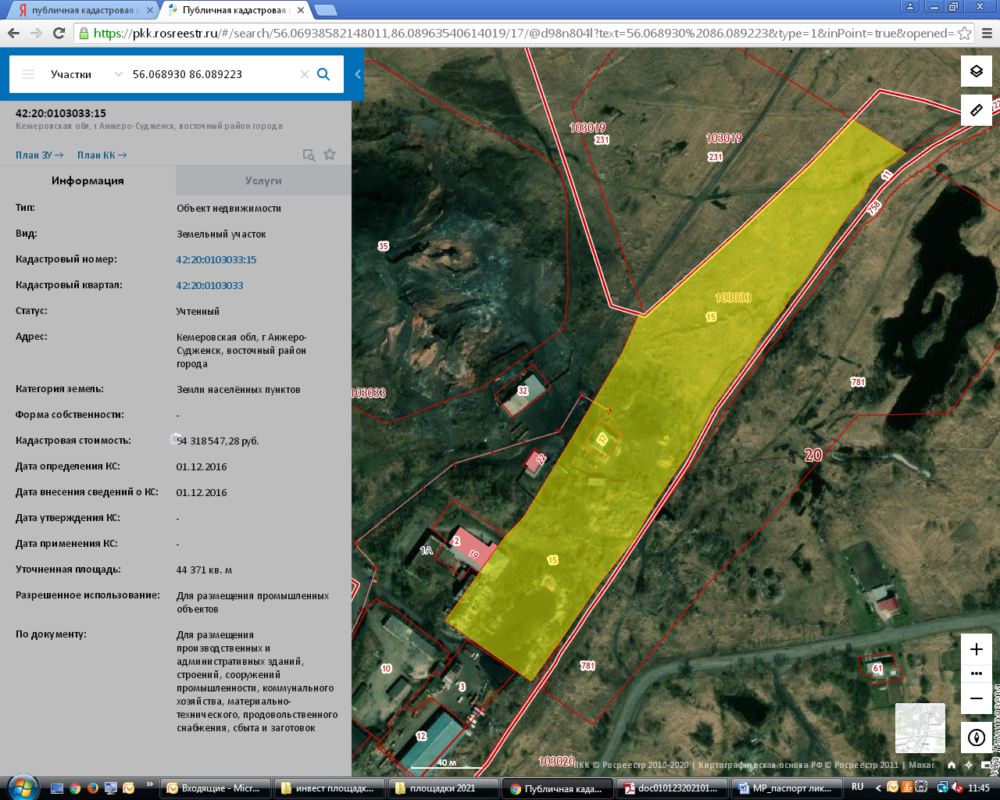 публичная кадастровая к
Публичная кадастровая
https://pkk.rosreestr.ru/#/search/56.06938582148011,86.08963540614019/17/@d98n804l?text=56.068930%2086.089223&type=1&inPoint=true&opened=
Участки
56.068930 86.089223
42:20:0103033:15
Кемеровская обл, г Анжеро-Судженск, восточный район города
План ЗУ →
План КК →
Информация
Услуги
Тип:
Объект недвижимости
Вид:
Земельный участок
Кадастровый номер:
42:20:0103033:15
Кадастровый квартал:
42:20:0103033
Статус:
Учтенный
Адрес:
Кемеровская обл, г Анжеро-
Судженск, восточный район
города
Категория земель:
Земли населённых пунктов
Форма собственности:
-
Кадастровая стоимость:
94 318 547,28 руб.
Дата определения КС:
01.12.2016
Дата внесения сведений о КС:
01.12.2016
Дата утверждения КС:
-
Дата применения КС:
-
Уточненная площадь:
44 371 кв. м
Разрешенное использование:
Для размещения промышленных
объектов
По документу:
Для размещения
производственных и
административных зданий,
строений, сооружений
промышленности, коммунального
хозяйства, материально-
технического, продовольственного
снабжения, сбыта и заготовок
103019
231
103019
231
11
758
35
103033
15
32
103033
781
37
22
20
2
19
1А
15
10
3
781
61
12
103020
40 м
ПКК © Росреестр 2010-2020 | Картографическая основа РФ © Росреестр 2011 | Maxar
Входящие - Micr...
инвест площадк...
площадки 2021
Публичная када...
doc010123202101...
МР_паспорт лик...
RU
11:45